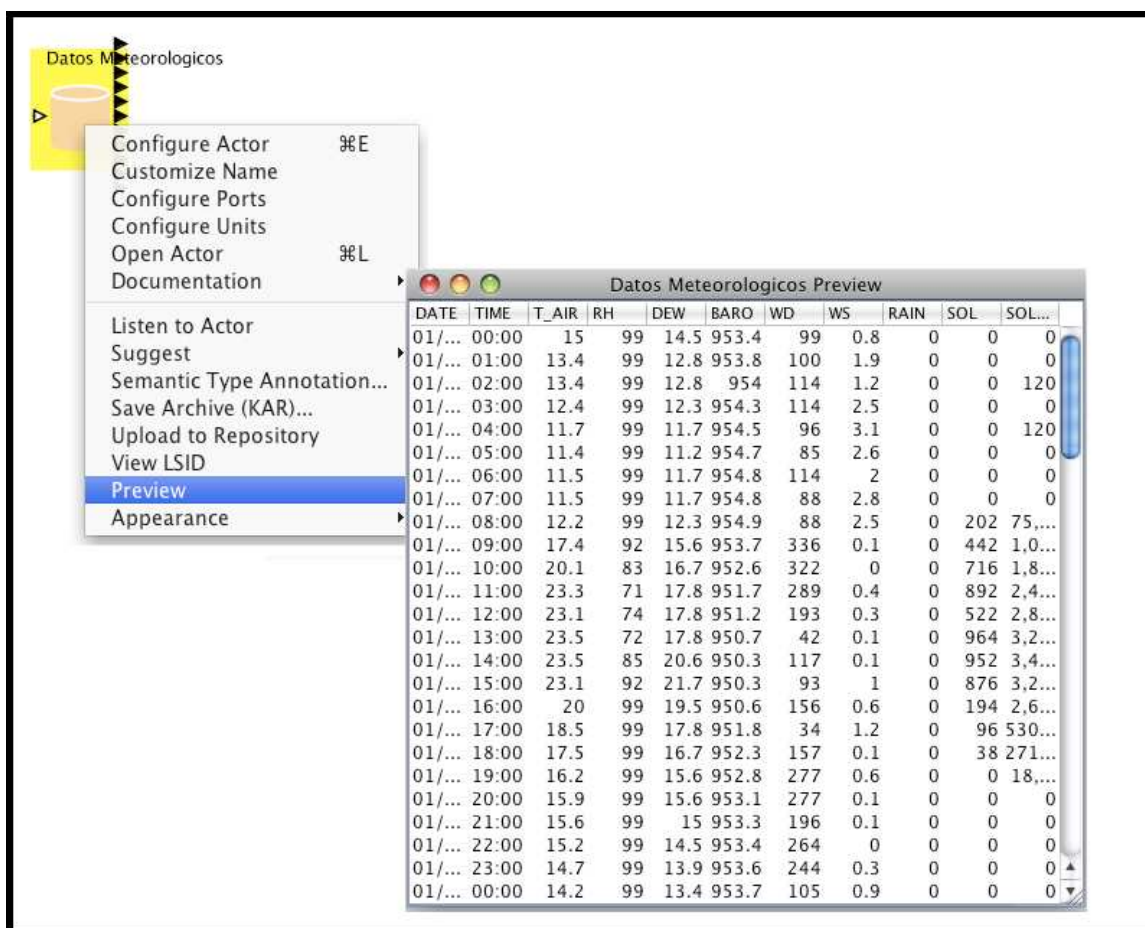 Datos Meteorologicos
Configure Actor ⌘E
Customize Name
Configure Ports
Configure Units
Open Actor ⌘L
Documentation
Listen to Actor
Suggest
Semantic Type Annotation...
Save Archive (KAR)...
Upload to Repository
View LSID
Preview
Appearance
Datos Meteorologicos Preview
DATE TIME T_AIR RH DEW BARO WD WS RAIN SOL SOL...
01/... 00:00 15 99 14.5 953.4 99 0.8 0 0 0
01/... 01:00 13.4 99 12.8 953.8 100 1.9 0 0 0
01/... 02:00 13.4 99 12.8 954 114 1.2 0 0 120
01/... 03:00 12.4 99 12.3 954.3 114 2.5 0 0 0
01/... 04:00 11.7 99 11.7 954.5 96 3.1 0 0 120
01/... 05:00 11.4 99 11.2 954.7 85 2.6 0 0 0
01/... 06:00 11.5 99 11.7 954.8 114 2 0 0 0
01/... 07:00 11.5 99 11.7 954.8 88 2.8 0 0 0
01/... 08:00 12.2 99 12.3 954.9 88 2.5 0 202 75,...
01/... 09:00 17.4 92 15.6 953.7 336 0.1 0 442 1,0...
01/... 10:00 20.1 83 16.7 952.6 322 0 0 716 1,8...
01/... 11:00 23.3 71 17.8 951.7 289 0.4 0 892 2,4...
01/... 12:00 23.1 74 17.8 951.2 193 0.3 0 522 2,8...
01/... 13:00 23.5 72 17.8 950.7 42 0.1 0 964 3,2...
01/... 14:00 23.5 85 20.6 950.3 117 0.1 0 952 3,4...
01/... 15:00 23.1 92 21.7 950.3 93 1 0 876 3,2...
01/... 16:00 20 99 19.5 950.6 156 0.6 0 194 2,6...
01/... 17:00 18.5 99 17.8 951.8 34 1.2 0 96 530...
01/... 18:00 17.5 99 16.7 952.3 157 0.1 0 38 271...
01/... 19:00 16.2 99 15.6 952.8 277 0.6 0 0 18,...
01/... 20:00 15.9 99 15.6 953.1 277 0.1 0 0 0
01/... 21:00 15.6 99 15 953.3 196 0.1 0 0 0
01/... 22:00 15.2 99 14.5 953.4 264 0 0 0 0
01/... 23:00 14.7 99 13.9 953.6 244 0.3 0 0 0
01/... 00:00 14.2 99 13.4 953.7 105 0.9 0 0 0